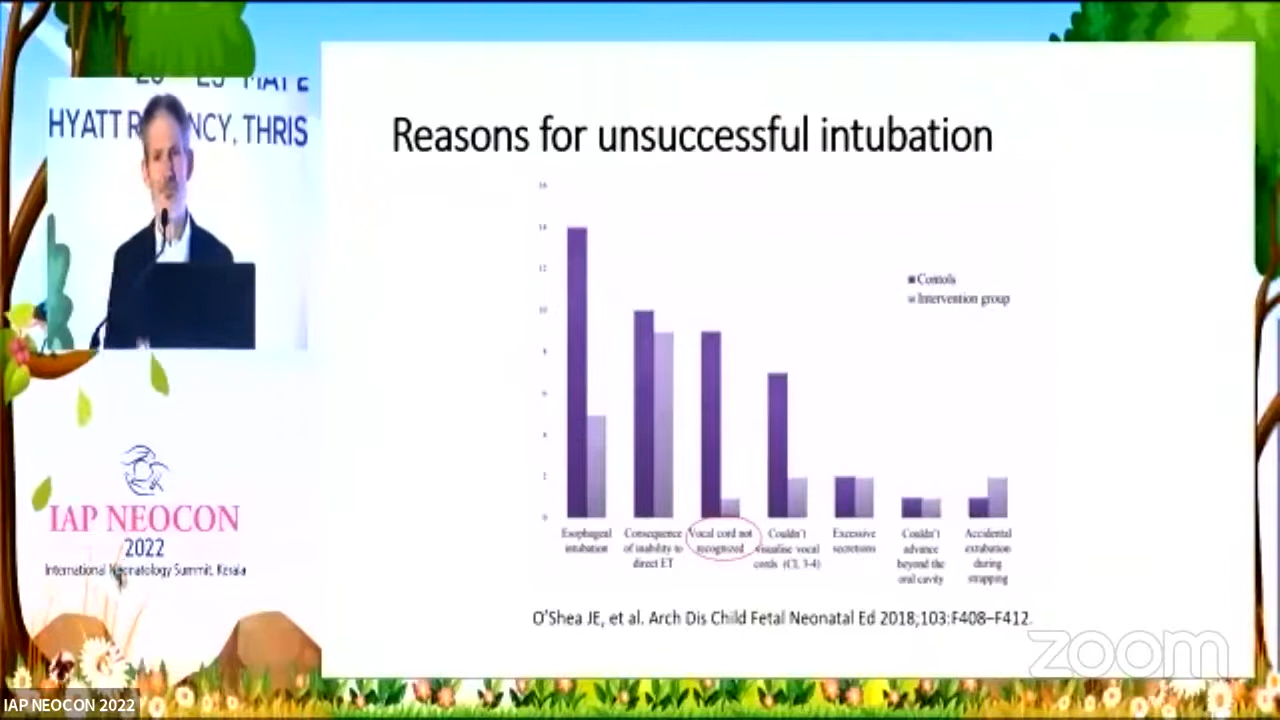 HYATT R NCY, THRIS
IAP NEOCON
2022
International Neonatology Summit, Kerala
IAP NEOCON 2022
Reasons for unsuccessful intubation
16
14
12
10
8
6
4
2
0
Contols
Intervention group
Esophageal
intubation
Consequence
of inability to
direct ET
Vocal cord not
recognized
Couldn't
visualise vocal
cords (CL 3-4)
Excessive
secretions
Couldn't
advance
beyond the
oral cavity
Accidental
extubation
during
strapping
O'Shea JE, et al. Arch Dis Child Fetal Neonatal Ed 2018;103:F408–F412.
zoom